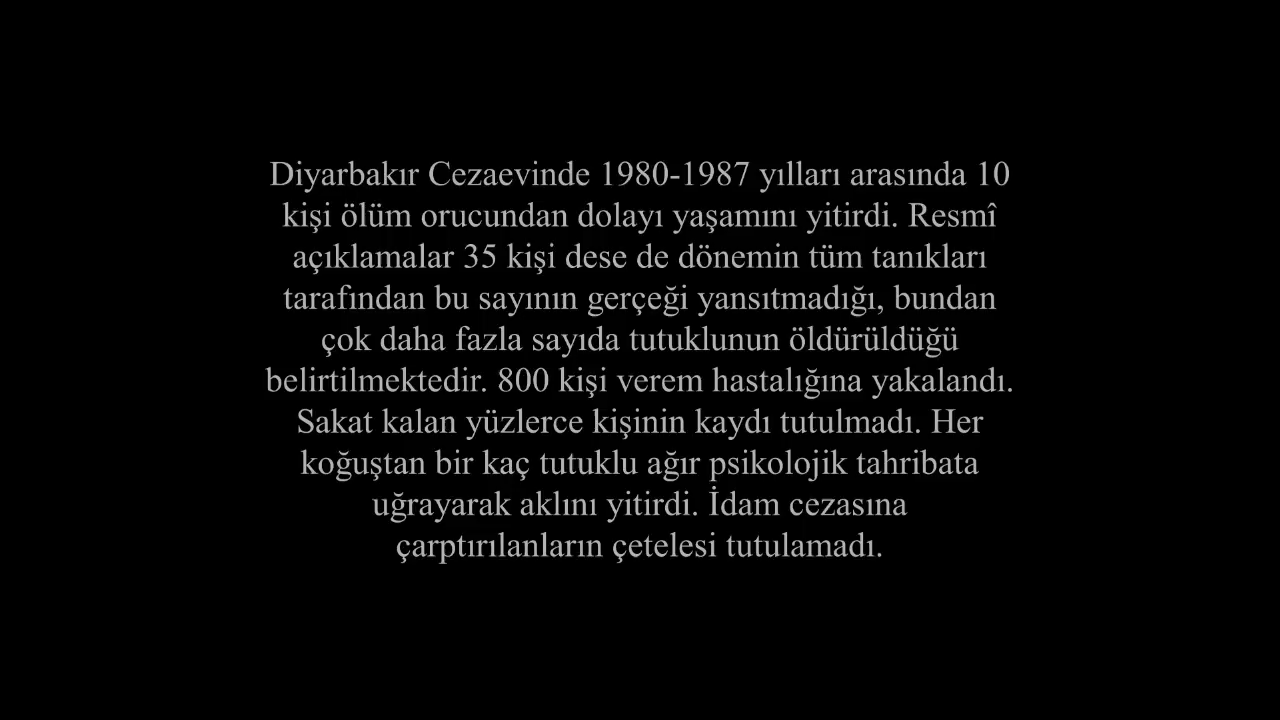 Diyarbakır Cezaevinde 1980-1987 yılları arasında 10
kişi ölüm orucundan dolayı yaşamını yitirdi. Resmî
açıklamalar 35 kişi dese de dönemin tüm tanıkları
tarafından bu sayının gerçeği yansıtmadığı, bundan
çok daha fazla sayıda tutuklunun öldürüldüğü
belirtilmektedir. 800 kişi verem hastalığına yakalandı.
Sakat kalan yüzlerce kişinin kaydı tutulmadı. Her
koğuştan bir kaç tutuklu ağır psikolojik tahribata
uğrayarak aklını yitirdi. İdam cezasına
çarptırılanların çetelesi tutulamadı.